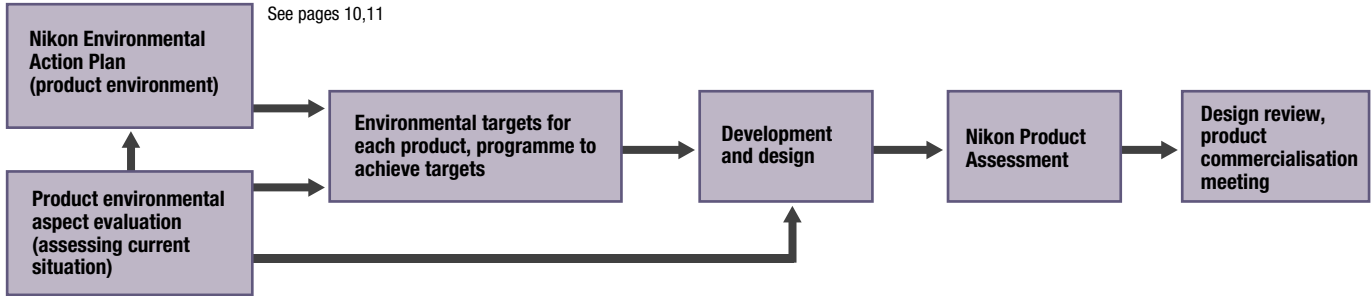 See pages 10,11
Nikon Environmental
Action Plan
(product environment)
Product environmental
aspect evaluation
(assessing current
situation)
Environmental targets for
each product, programme to
achieve targets
Development
and design
Nikon Product
Assessment
Design review,
product
commercialisation
meeting